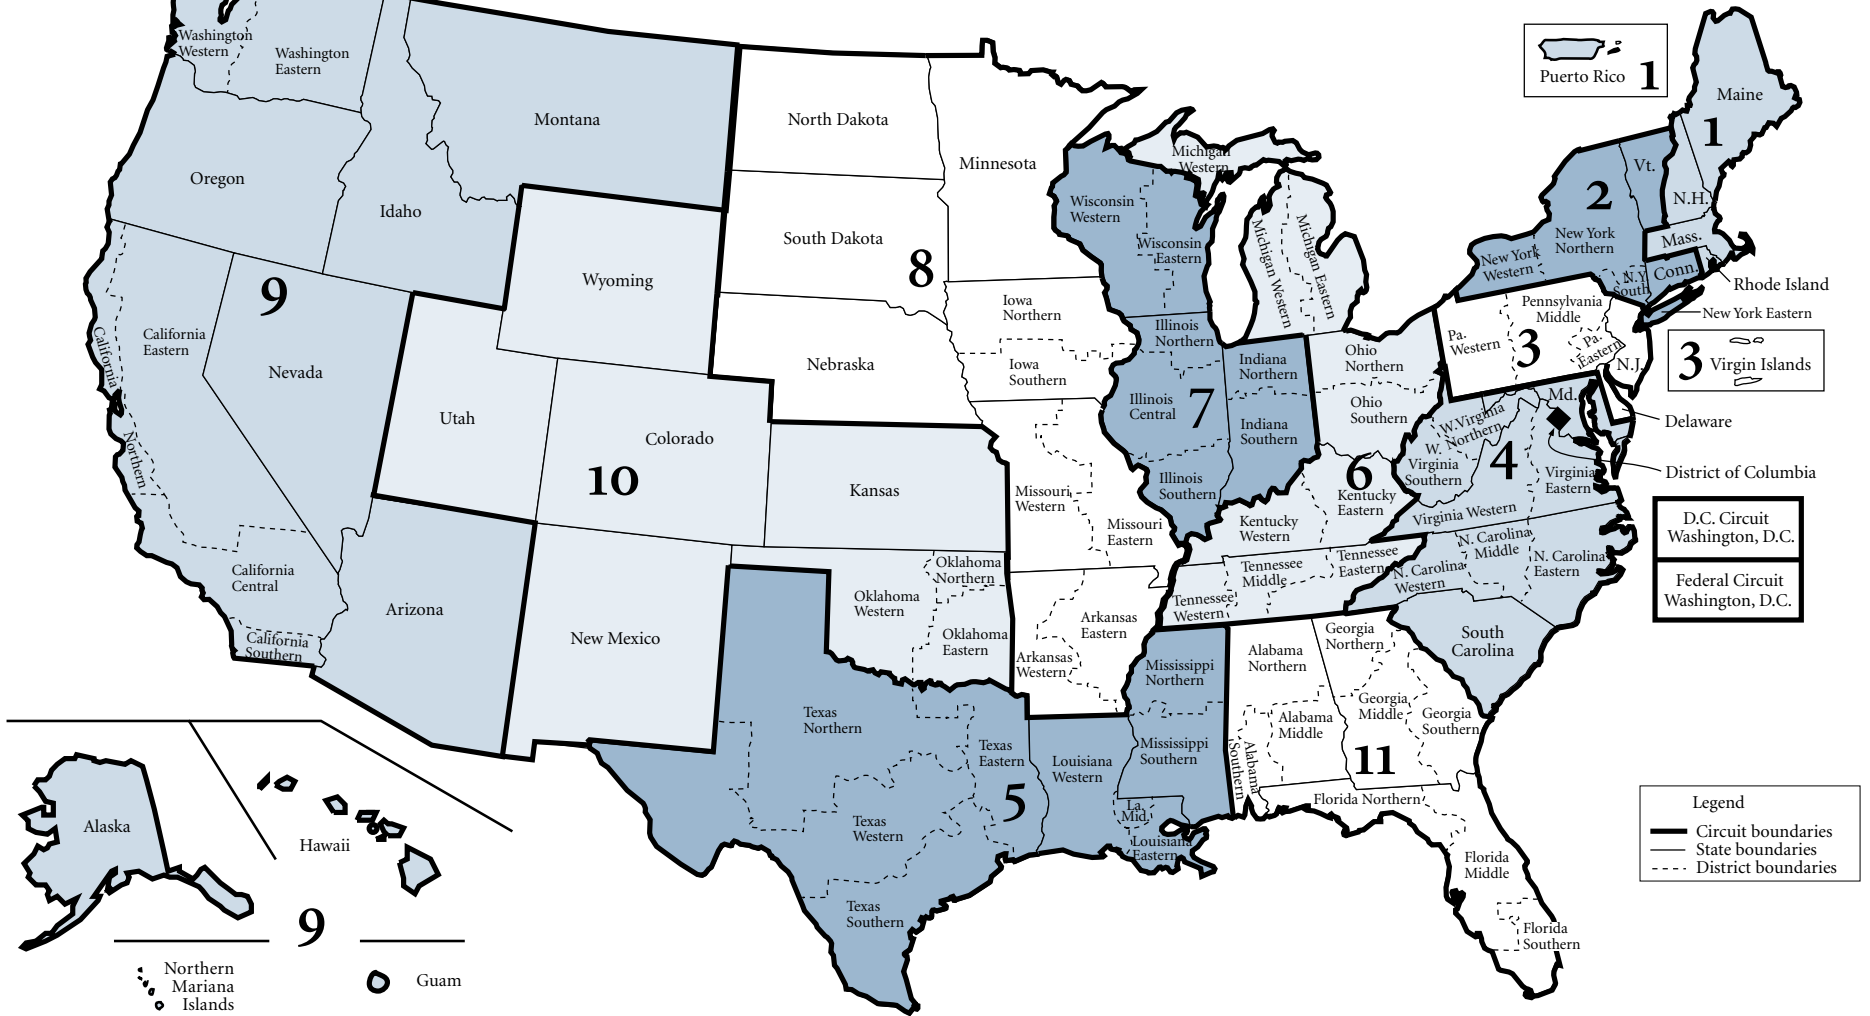 Washington
Western
Washington
Eastern
Montana
Oregon
Idaho
9
California
Eastern
Nevada
California
Northern
California
Central
California
Southern
Arizona
Wyoming
Utah
Colorado
10
Kansas
New Mexico
Oklahoma
Northern
Oklahoma
Western
Oklahoma
Eastern
North Dakota
South Dakota
Nebraska
Minnesota
8
Iowa
Northern
Iowa
Southern
Missouri
Western
Missouri
Eastern
Arkansas
Eastern
Arkansas
Western
Wisconsin
Western
Wisconsin
Eastern
Illinois
Northern
Illinois
Central
Illinois
Southern
7
Indiana
Northern
Indiana
Southern
Michigan
Western
Michigan Western
Michigan Eastern
Ohio
Northern
Ohio
Southern
6
Kentucky
Eastern
Kentucky
Western
Tennessee
Eastern
Tennessee
Middle
Tennessee
Western
Texas
Northern
Texas
Eastern
Texas
Western
Texas
Southern
5
Louisiana
Western
La.
Mid.
Louisiana
Eastern
Mississippi
Northern
Mississippi
Southern
Alabama
Northern
Alabama
Middle
Alabama
Southern
Georgia
Northern
Georgia
Middle
Georgia
Southern
11
Florida Northern
Florida
Middle
Florida
Southern
South
Carolina
N. Carolina
Western
N. Carolina
Middle
N. Carolina
Eastern
Virginia Western
Virginia
Eastern
4
W.Virginia
Northern
W.
Virginia
Southern
Md.
Pa.
Western
Pennsylvania
Middle
Pa.
Eastern
3
N.J.
New York
Western
New York
Northern
N.Y.
South
2
Vt.
Conn.
Mass.
N.H.
1
Maine
Puerto Rico
1
Rhode Island
New York Eastern
3
Virgin Islands
Delaware
District of Columbia
D.C. Circuit
Washington, D.C.
Federal Circuit
Washington, D.C.
Legend
Circuit boundaries
State boundaries
District boundaries
Alaska
Hawaii
9
Northern
Mariana
Islands
Guam